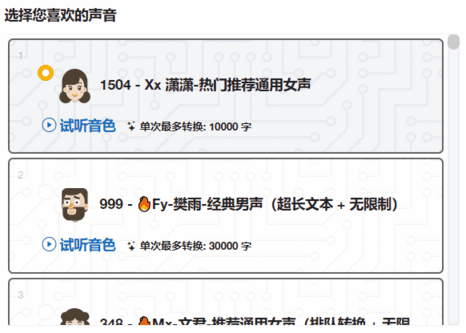 选择您喜欢的声音
1
1504 - Xx 潇潇-热门推荐通用女声
试听音色 单次最多转换: 10000 字
2
999 - 🔥Fy-樊雨-经典男声（超长文本 + 无限制）
试听音色 单次最多转换: 30000 字
3
348 - 🔥Mx-文君-推荐通用女声（排队转换 + 无限